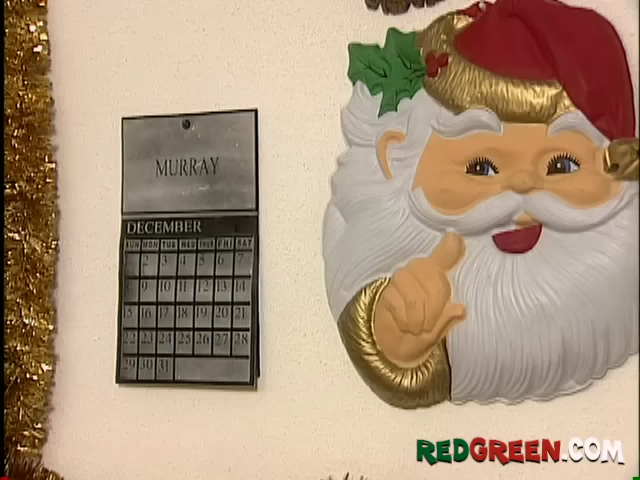 MURRAY
DECEMBER
SUN MON TUE WED THUR FRI SAT
1 2 3 4 5 6 7
8 9 10 11 12 13 14
15 16 17 18 19 20 21
22 23 24 25 26 27 28
29 30 31
REDGREEN.COM